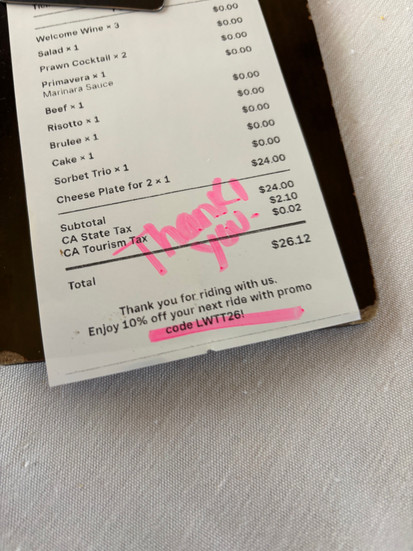 $0.00
Welcome Wine × 3 $0.00
Salad × 1 $0.00
Prawn Cocktail × 2 $0.00
Primavera × 1 $0.00
Marinara Sauce
Beef × 1 $0.00
Risotto × 1 $0.00
Brulee × 1 $0.00
Cake × 1 $0.00
Sorbet Trio × 1 $0.00
Cheese Plate for 2 × 1 $24.00
Subtotal $24.00
CA State Tax $2.10
CA Tourism Tax $0.02
Total $26.12
Thank you!
Thank you for riding with us.
Enjoy 10% off your next ride with promo
code LWTT26!